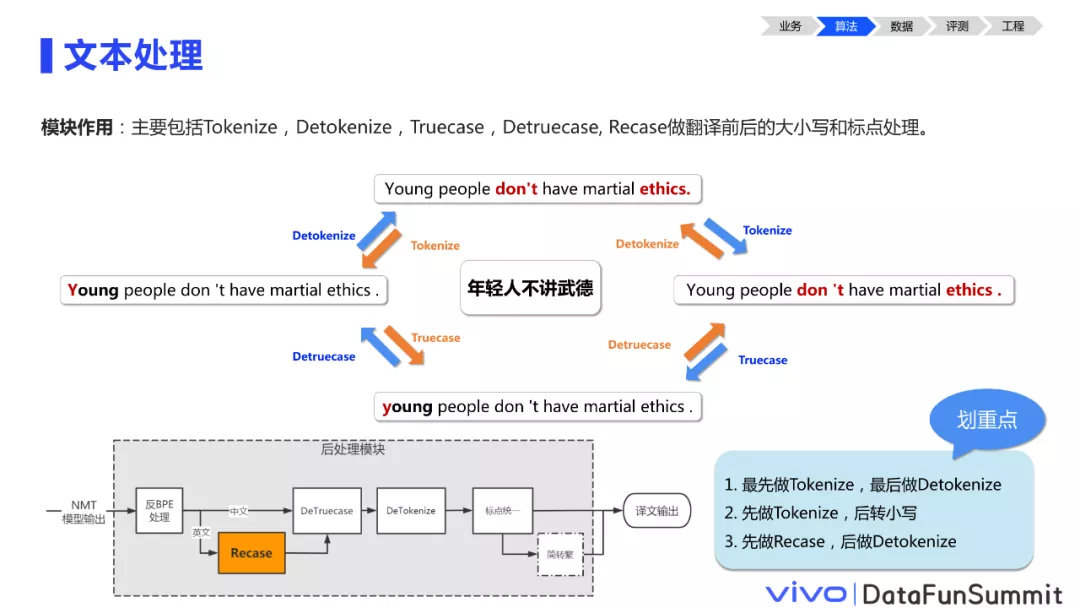 业务
算法
数据
评测
工程
文本处理
模块作用：主要包括Tokenize，Detokenize，Truecase，Detruecase, Recase做翻译前后的大小写和标点处理。
Young people don't have martial ethics.
Detokenize
Tokenize
Detokenize
Tokenize
Young people don 't have martial ethics .
年轻人不讲武德
Young people don 't have martial ethics .
Detruecase
Truecase
Detruecase
Truecase
young people don 't have martial ethics .
后处理模块
NMT
模型输出
反BPE
处理
中文
英文
Recase
DeTruecase
DeTokenize
标点统一
简转繁
译文输出
划重点
1. 最先做Tokenize，最后做Detokenize
2. 先做Tokenize，后转小写
3. 先做Recase，后做Detokenize
vivo DataFunSummit